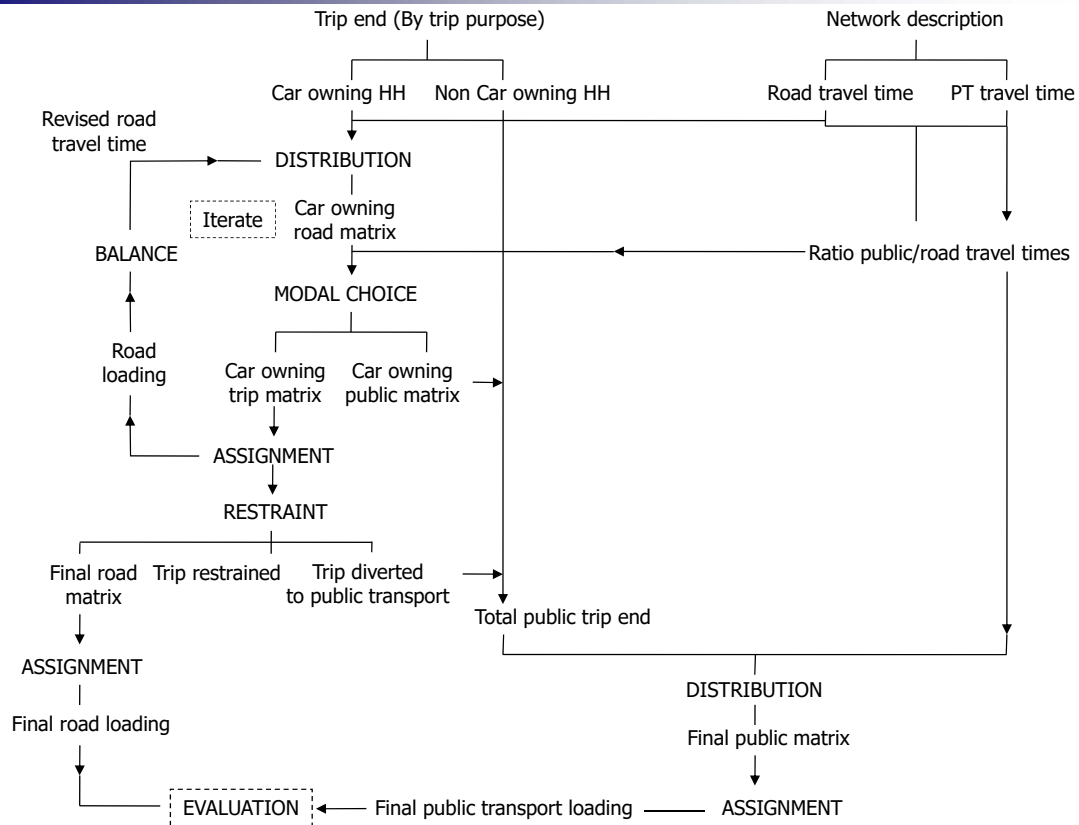 Trip end (By trip purpose)
Network description
Car owning HH
Non Car owning HH
Road travel time
PT travel time
Revised road
travel time
DISTRIBUTION
Iterate
Car owning
road matrix
BALANCE
Ratio public/road travel times
MODAL CHOICE
Road
loading
Car owning
trip matrix
Car owning
public matrix
ASSIGNMENT
RESTRAINT
Final road
matrix
Trip restrained
Trip diverted
to public transport
Total public trip end
ASSIGNMENT
DISTRIBUTION
Final road loading
Final public matrix
EVALUATION
Final public transport loading
ASSIGNMENT